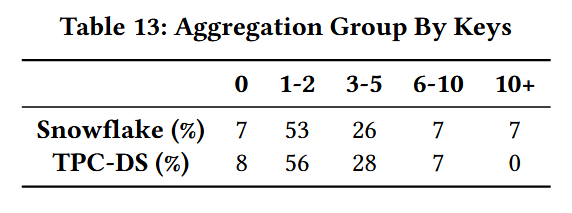 Table 13: Aggregation Group By Keys
0 1-2 3-5 6-10 10+
Snowflake (%) 7 53 26 7 7
TPC-DS (%) 8 56 28 7 0